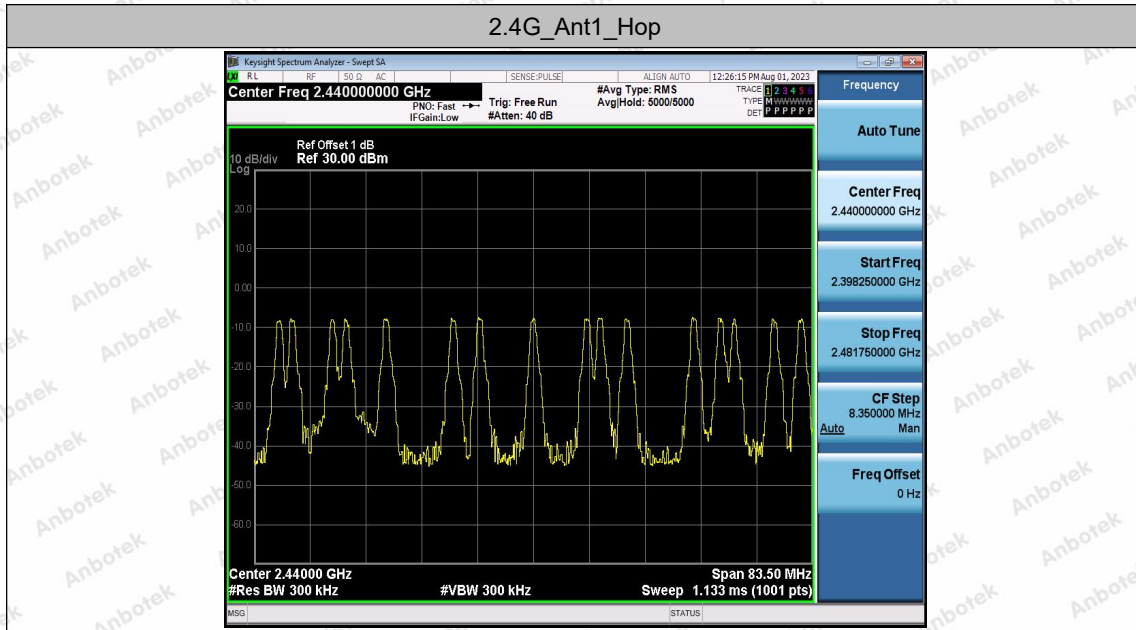 2.4G_Ant1_Hop
Keysight Spectrum Analyzer - Swept SA
RL RF 50 Ω AC SENSE:PULSE ALIGN AUTO 12:26:15 PM Aug 01, 2023
Center Freq 2.440000000 GHz
PNO: Fast
IFGain:Low
Trig: Free Run
#Atten: 40 dB
#Avg Type: RMS
Avg|Hold: 5000/5000
TRACE 1 2 3 4 5 6
TYPE M W W W W W
DET P P P P P P
Ref Offset 1 dB
10 dB/div Ref 30.00 dBm
Log
20.0
10.0
0.00
-10.0
-20.0
-30.0
-40.0
-50.0
-60.0
Center 2.44000 GHz Span 83.50 MHz
#Res BW 300 kHz #VBW 300 kHz Sweep 1.133 ms (1001 pts)
MSG STATUS
Frequency
Auto Tune
Center Freq
2.440000000 GHz
Start Freq
2.398250000 GHz
Stop Freq
2.481750000 GHz
CF Step
8.350000 MHz
Auto Man
Freq Offset
0 Hz
Anbotek